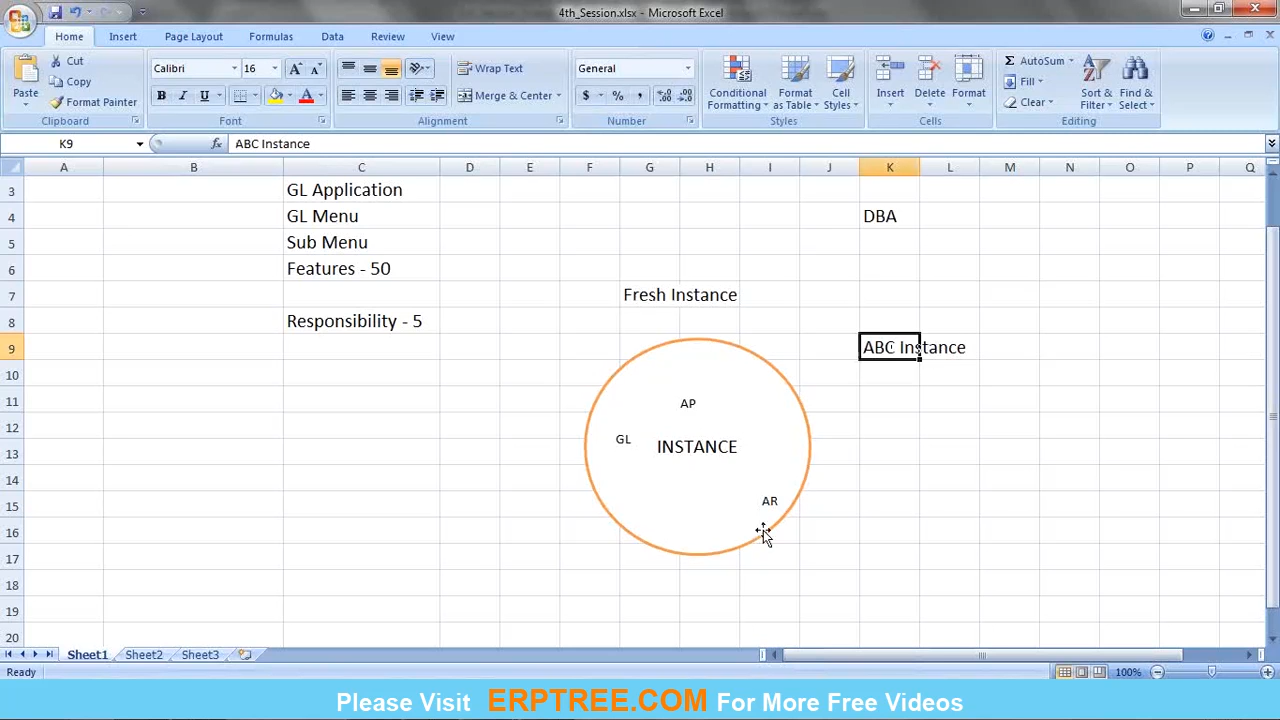 4th_Session.xlsx - Microsoft Excel
Home Insert Page Layout Formulas Data Review View
Paste
Cut
Copy
Format Painter
Clipboard
Calibri 16
B I U
Font
Wrap Text
Merge & Center
Alignment
General
$ % ,
Number
Conditional Formatting
Format as Table
Cell Styles
Styles
Insert Delete Format
Cells
AutoSum
Fill
Clear
Sort & Filter
Find & Select
Editing
K9 fx ABC Instance
A B C D E F G H I J K L M N O P Q
3 GL Application
4 GL Menu DBA
5 Sub Menu
6 Features - 50
7 Fresh Instance
8 Responsibility - 5
9 ABC Instance
10
11 AP
12
13 GL INSTANCE
14
15 AR
16
17
18
19
20
Sheet1 Sheet2 Sheet3
Ready 100%
Please Visit ERPTREE.COM For More Free Videos